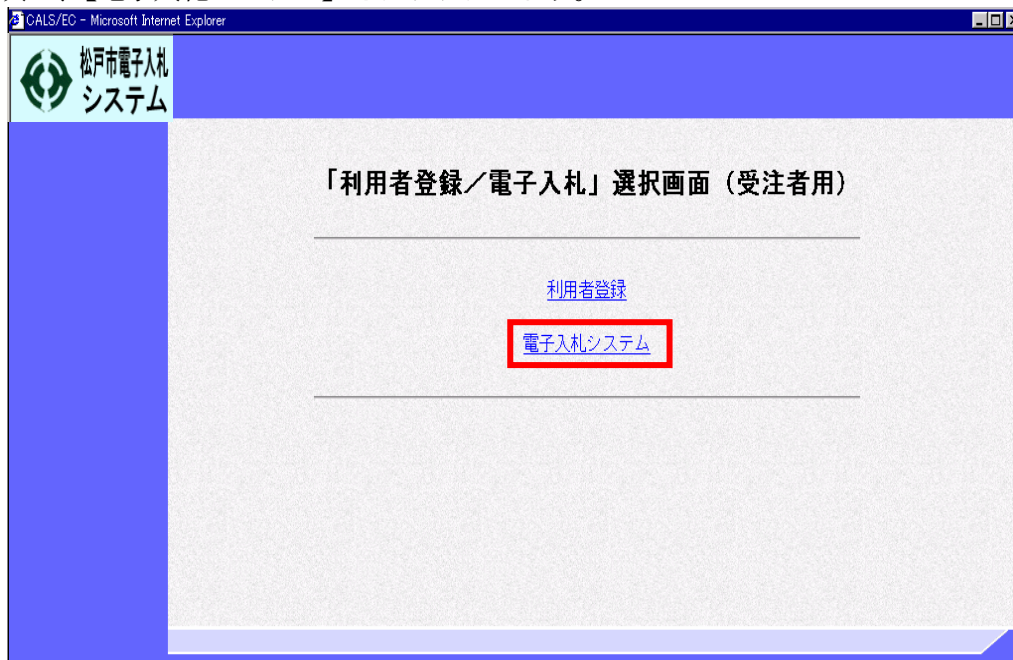 CALS/EC - Microsoft Internet Explorer
松戸市電子入札
システム
「利用者登録／電子入札」選択画面（受注者用）
利用者登録
電子入札システム